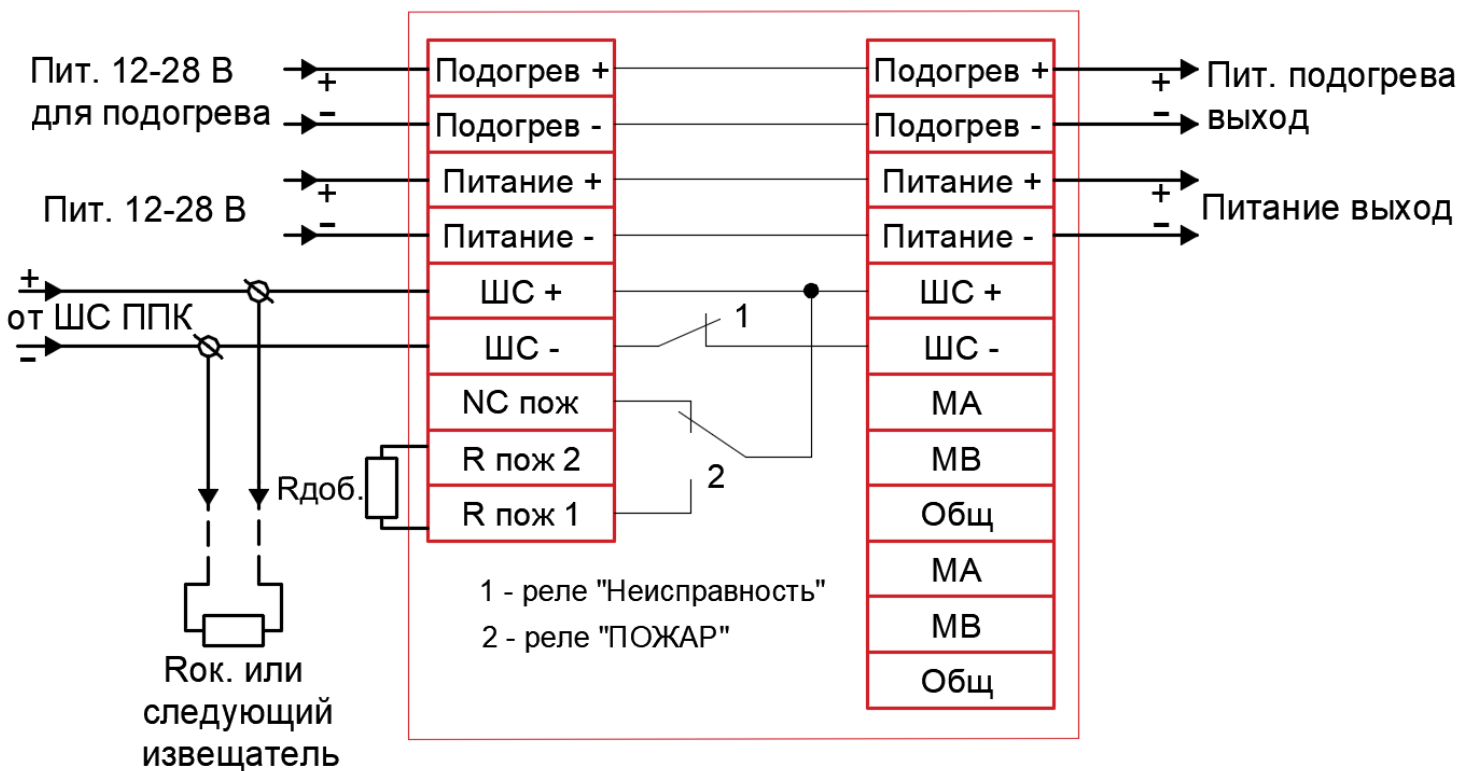 Пит. 12-28 В
для подогрева
+
−
Пит. 12-28 В
+
−
+
от ШС ППК
−
Rдоб.
Rок. или
следующий
извещатель
Подогрев +
Подогрев -
Питание +
Питание -
ШС +
ШС -
NC пож
R пож 2
R пож 1
1
2
1 - реле "Неисправность"
2 - реле "ПОЖАР"
Подогрев +
Подогрев -
Питание +
Питание -
ШС +
ШС -
МА
МВ
Общ
МА
МВ
Общ
+
−
Пит. подогрева
выход
+
−
Питание выход